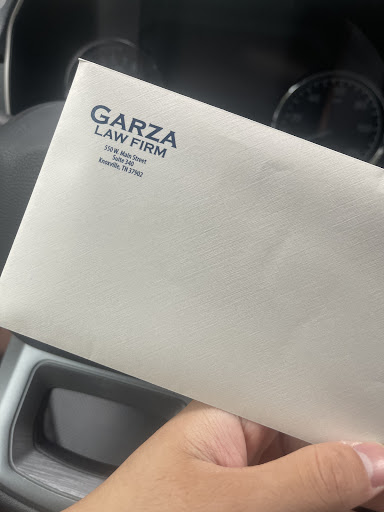 GARZA
LAW FIRM
550 W. Main Street
Suite 340
Knoxville, TN 37902